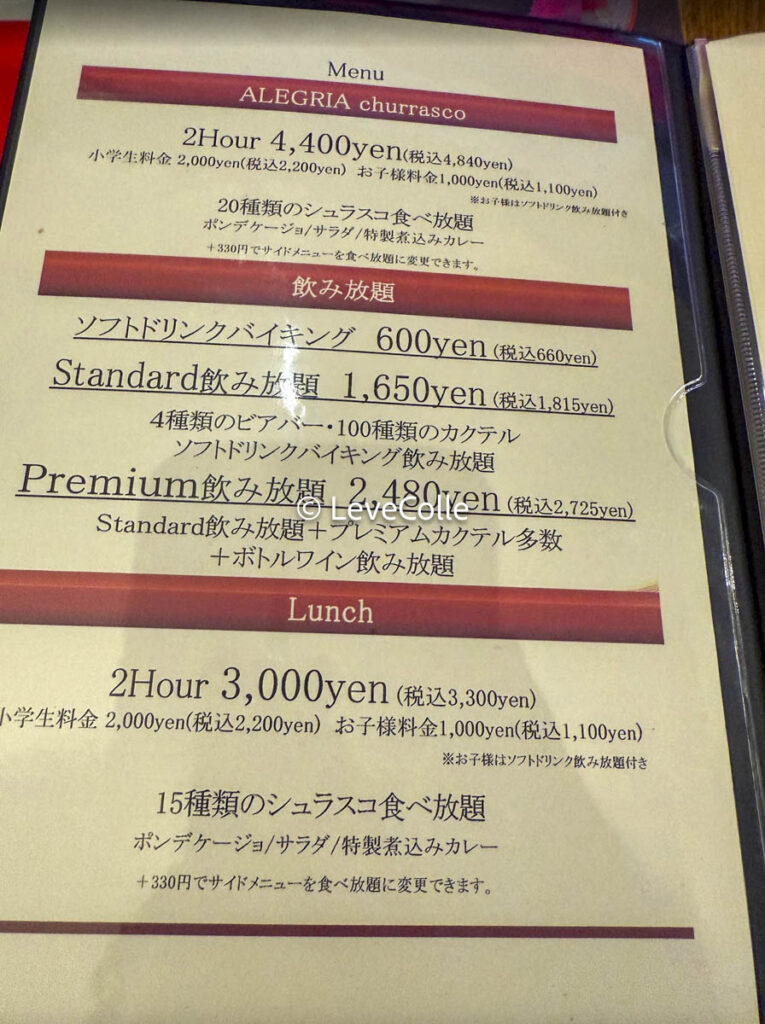 Menu
ALEGRIA churrasco
2Hour 4,400yen(税込4,840yen)
小学生料金 2,000yen(税込2,200yen) お子様料金1,000yen(税込1,100yen)
※お子様はソフトドリンク飲み放題付き
20種類のシュラスコ食べ放題
ポンデケージョ/サラダ/特製煮込みカレー
＋330円でサイドメニューを食べ放題に変更できます。
飲み放題
ソフトドリンクバイキング 600yen(税込660yen)
Standard飲み放題 1,650yen(税込1,815yen)
4種類のビアバー・100種類のカクテル
ソフトドリンクバイキング飲み放題
Premium飲み放題 2,480yen(税込2,725yen)
© LeveColle
Standard飲み放題＋プレミアムカクテル多数
＋ボトルワイン飲み放題
Lunch
2Hour 3,000yen (税込3,300yen)
小学生料金 2,000yen(税込2,200yen) お子様料金1,000yen(税込1,100yen)
※お子様はソフトドリンク飲み放題付き
15種類のシュラスコ食べ放題
ポンデケージョ/サラダ/特製煮込みカレー
＋330円でサイドメニューを食べ放題に変更できます。